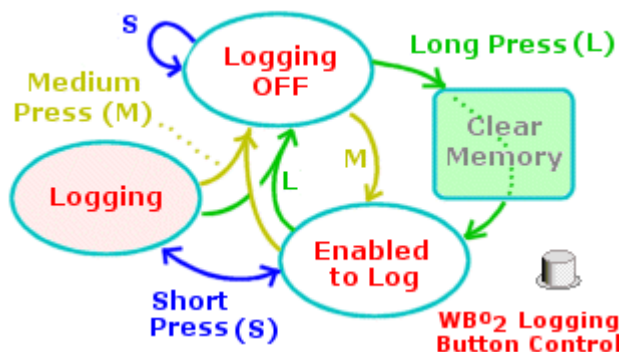 S
Logging
OFF
Long Press (L)
Medium
Press (M)
Clear
Memory
M
L
Logging
Enabled
to Log
Short
Press (S)
WBº2 Logging
Button Control